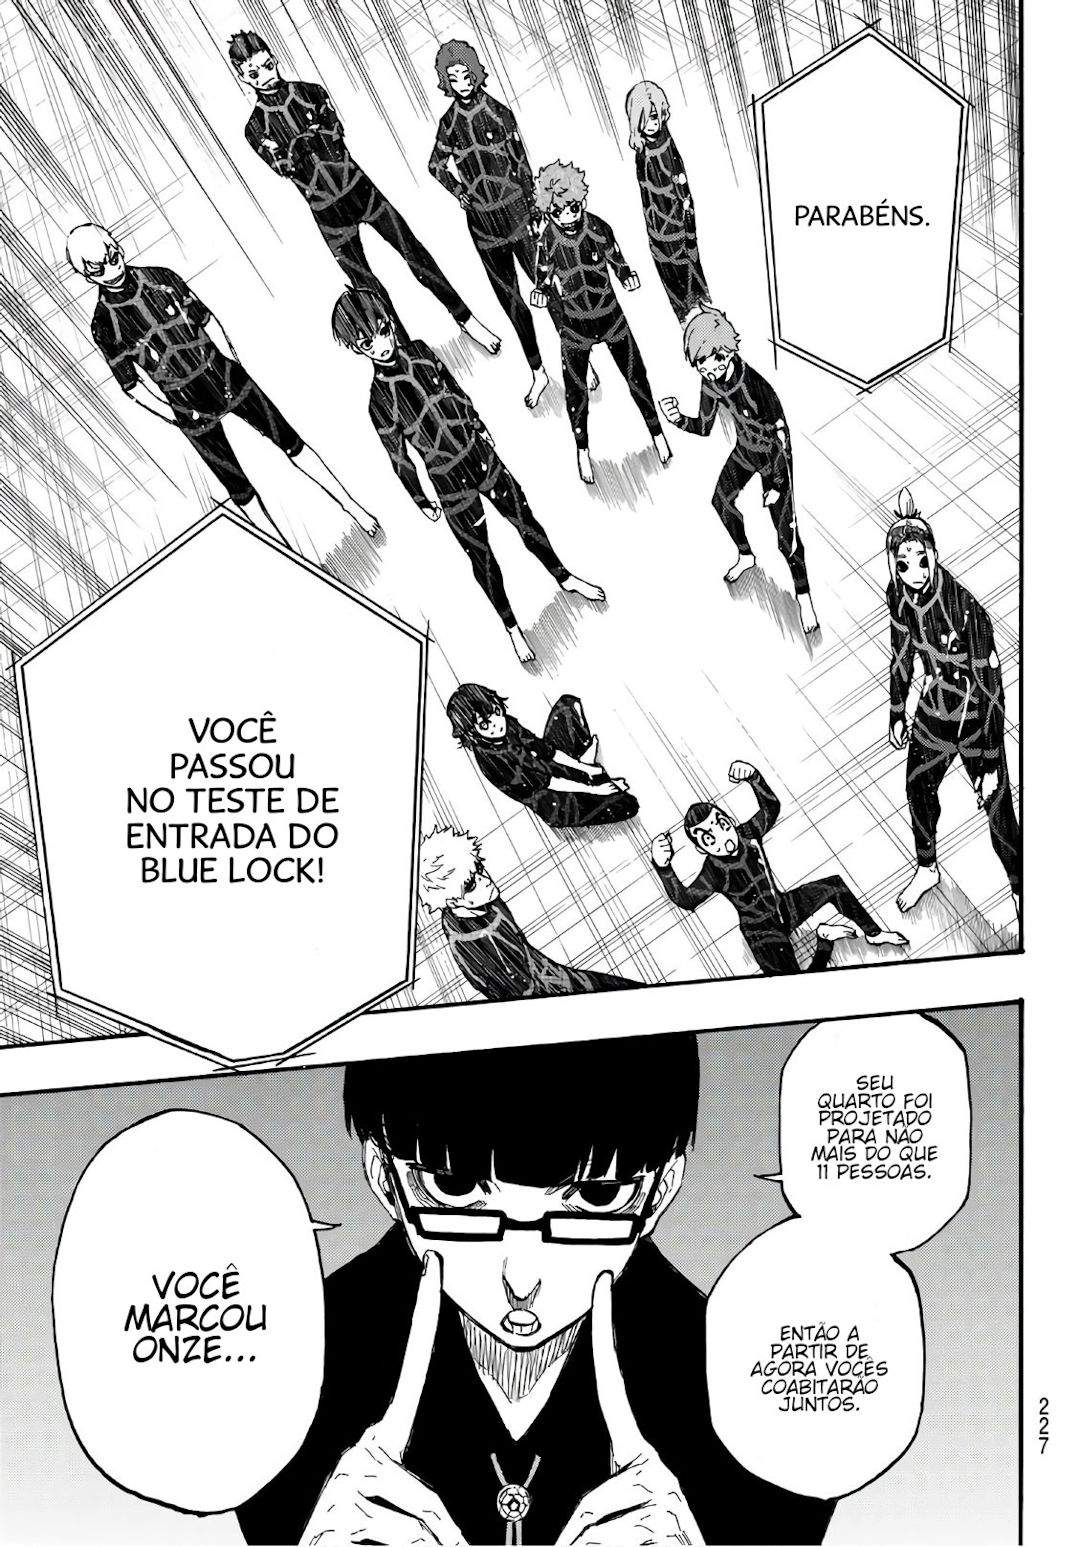 PARABÉNS.
VOCÊ
PASSOU
NO TESTE DE
ENTRADA DO
BLUE LOCK!
SEU
QUARTO FOI
PROJETADO
PARA NÃO
MAIS DO QUE
11 PESSOAS.
ENTÃO A
PARTIR DE
AGORA VOCÊS
COABITARÃO
JUNTOS.
VOCÊ
MARCOU
ONZE...
227